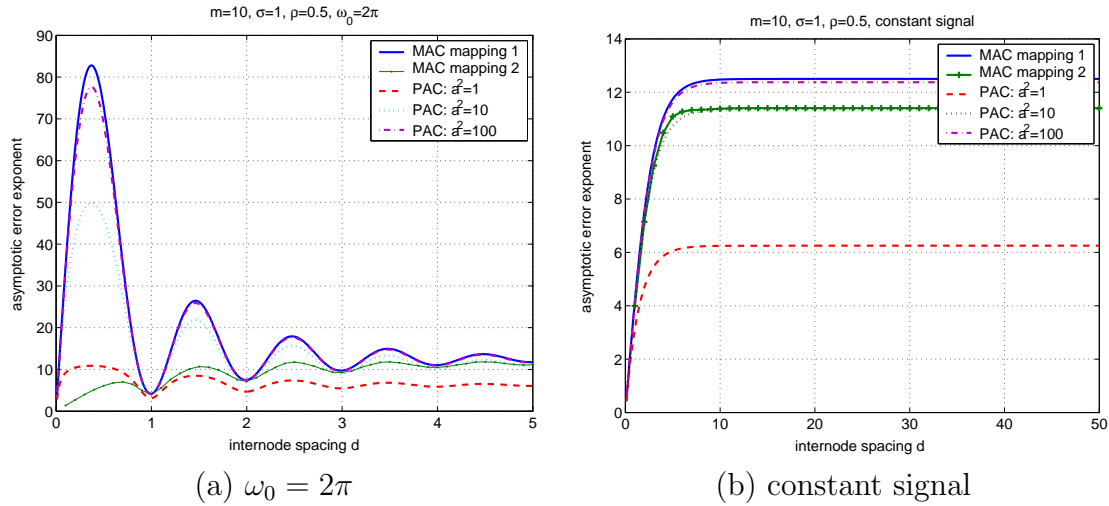 m=10, σ=1, ρ=0.5, ω₀=2π
90
80
70
60
50
40
30
20
10
0
asymptotic error exponent
MAC mapping 1
MAC mapping 2
PAC: a²=1
PAC: a²=10
PAC: a²=100
0 1 2 3 4 5
internode spacing d
(a) ω₀ = 2π
m=10, σ=1, ρ=0.5, constant signal
14
12
10
8
6
4
2
0
asymptotic error exponent
MAC mapping 1
MAC mapping 2
PAC: a²=1
PAC: a²=10
PAC: a²=100
0 10 20 30 40 50
internode spacing d
(b) constant signal